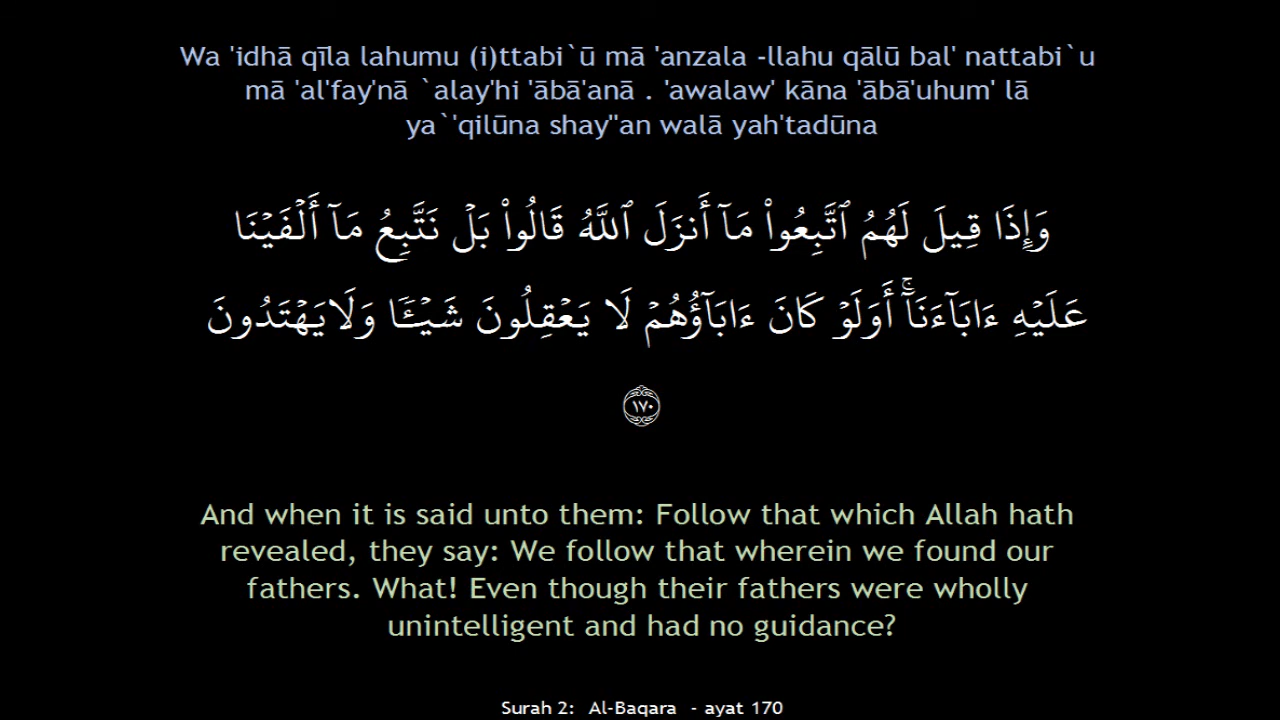 Wa 'idhā qīla lahumu (i)ttabi`ū mā 'anzala -llahu qālū bal' nattabi`u
mā 'al'fay'nā `alay'hi 'ābā'anā . 'awalaw' kāna 'ābā'uhum' lā
ya`'qilūna shay"an walā yah'tadūna
وَإِذَا قِيلَ لَهُمُ ٱتَّبِعُوا۟ مَآ أَنزَلَ ٱللَّهُ قَالُوا۟ بَلۡ نَتَّبِعُ مَآ أَلۡفَيۡنَا
عَلَيۡهِ ءَابَآءَنَآۚ أَوَلَوۡ كَانَ ءَابَآؤُهُمۡ لَا يَعۡقِلُونَ شَيۡـٔٗا وَلَا يَهۡتَدُونَ
١٧٠
And when it is said unto them: Follow that which Allah hath
revealed, they say: We follow that wherein we found our
fathers. What! Even though their fathers were wholly
unintelligent and had no guidance?
Surah 2: Al-Baqara - ayat 170